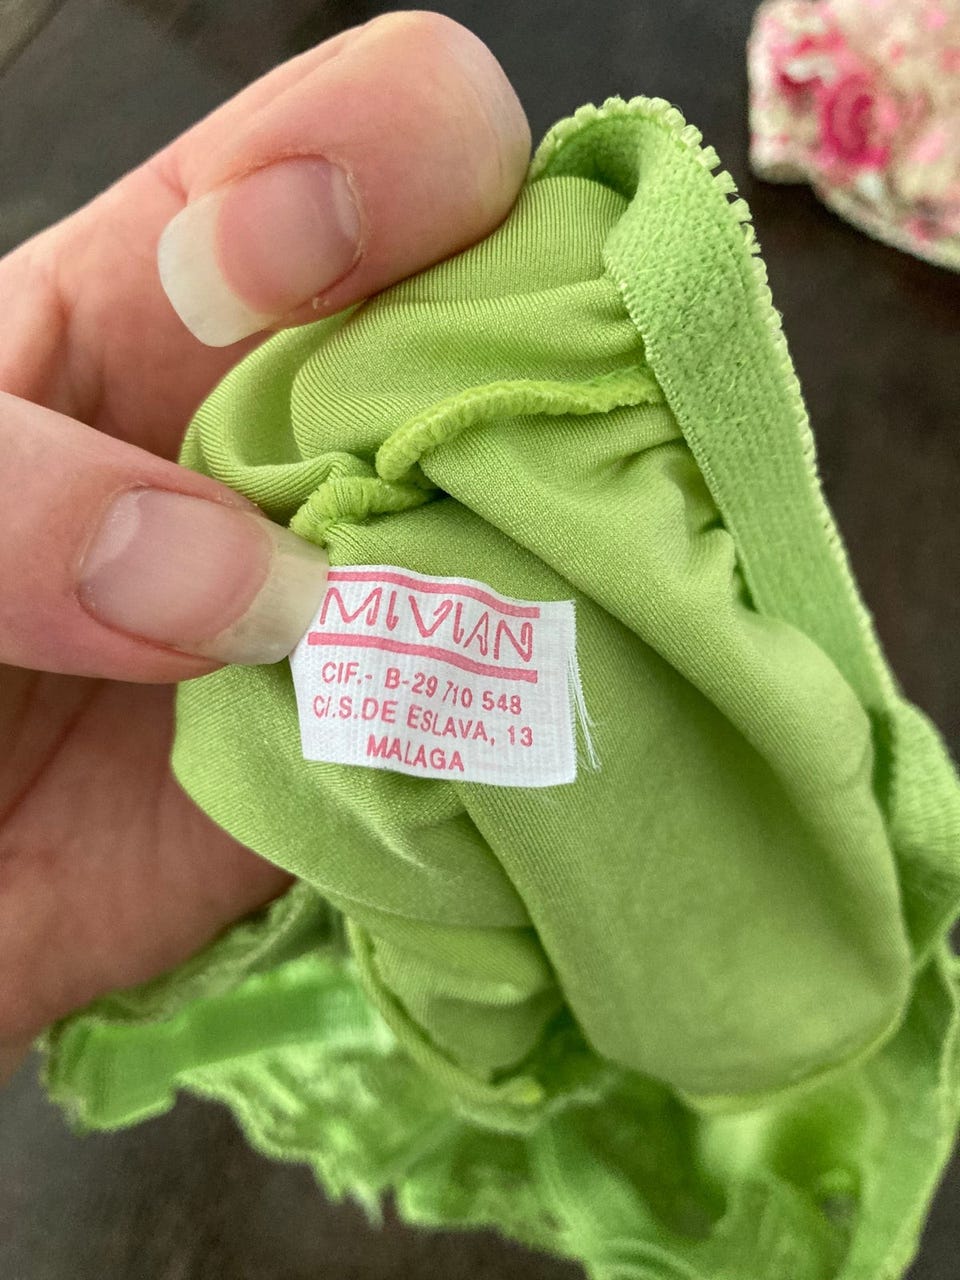 MIVIAN
CIF.- B-29 710 548
C/.S.DE ESLAVA, 13
MALAGA